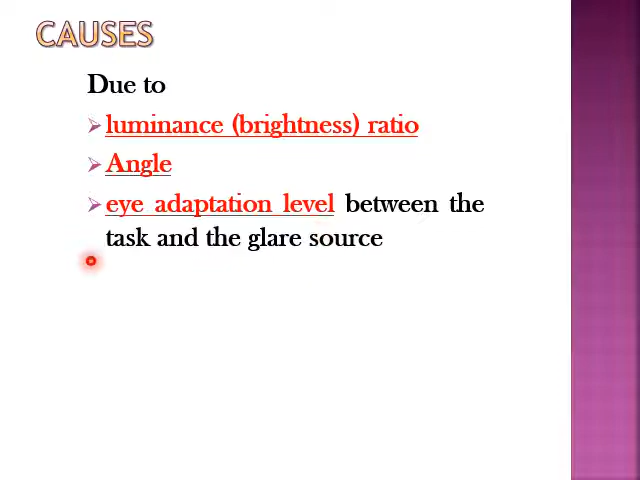 CAUSES
Due to
luminance (brightness) ratio
Angle
eye adaptation level between the
task and the glare source